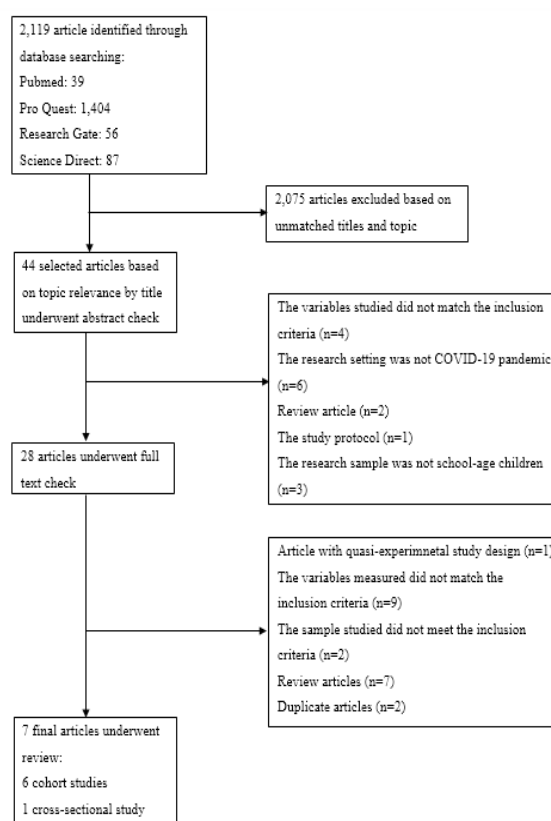 2,119 article identified through
database searching:
Pubmed: 39
Pro Quest: 1,404
Research Gate: 56
Science Direct: 87
2,075 articles excluded based on
unmatched titles and topic
44 selected articles based
on topic relevance by title
underwent abstract check
The variables studied did not match the inclusion
criteria (n=4)
The research setting was not COVID-19 pandemic
(n=6)
Review article (n=2)
The study protocol (n=1)
The research sample was not school-age children
(n=3)
28 articles underwent full
text check
Article with quasi-experimnetal study design (n=1)
The variables measured did not match the
inclusion criteria (n=9)
The sample studied did not meet the inclusion
criteria (n=2)
Review articles (n=7)
Duplicate articles (n=2)
7 final articles underwent
review:
6 cohort studies
1 cross-sectional study